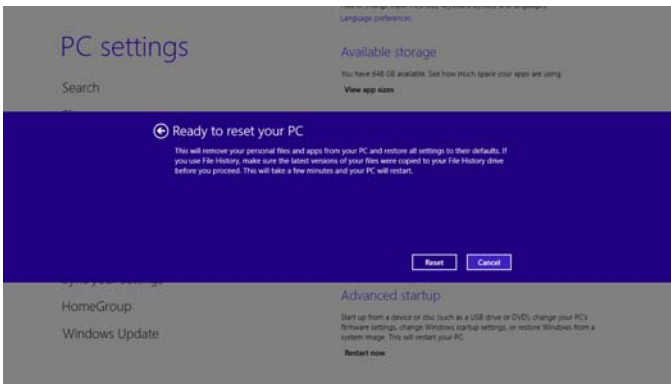 Language preferences
PC settings
Available storage
You have 648 GB available. See how much space your apps are using.
View app sizes
Search
Ready to reset your PC
This will remove your personal files and apps from your PC and restore all settings to their defaults. If
you use File History, make sure the latest versions of your files were copied to your File History drive
before you proceed. This will take a few minutes and your PC will restart.
Reset
Cancel
Advanced startup
HomeGroup
Start up from a device or disc (such as a USB drive or DVD), change your PC's
firmware settings, change Windows startup settings, or restore Windows from a
system image. This will restart your PC.
Windows Update
Restart now